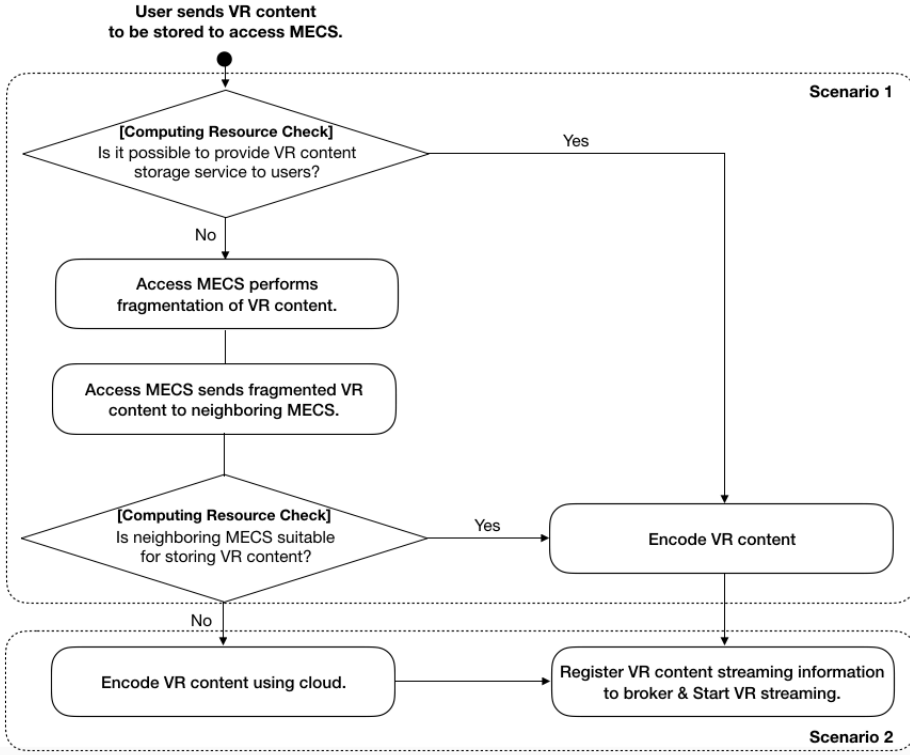 User sends VR content
to be stored to access MECS.
Scenario 1
[Computing Resource Check]
Is it possible to provide VR content
storage service to users?
Yes
No
Access MECS performs
fragmentation of VR content.
Access MECS sends fragmented VR
content to neighboring MECS.
[Computing Resource Check]
Is neighboring MECS suitable
for storing VR content?
Yes
Encode VR content
No
Encode VR content using cloud.
Register VR content streaming information
to broker & Start VR streaming.
Scenario 2